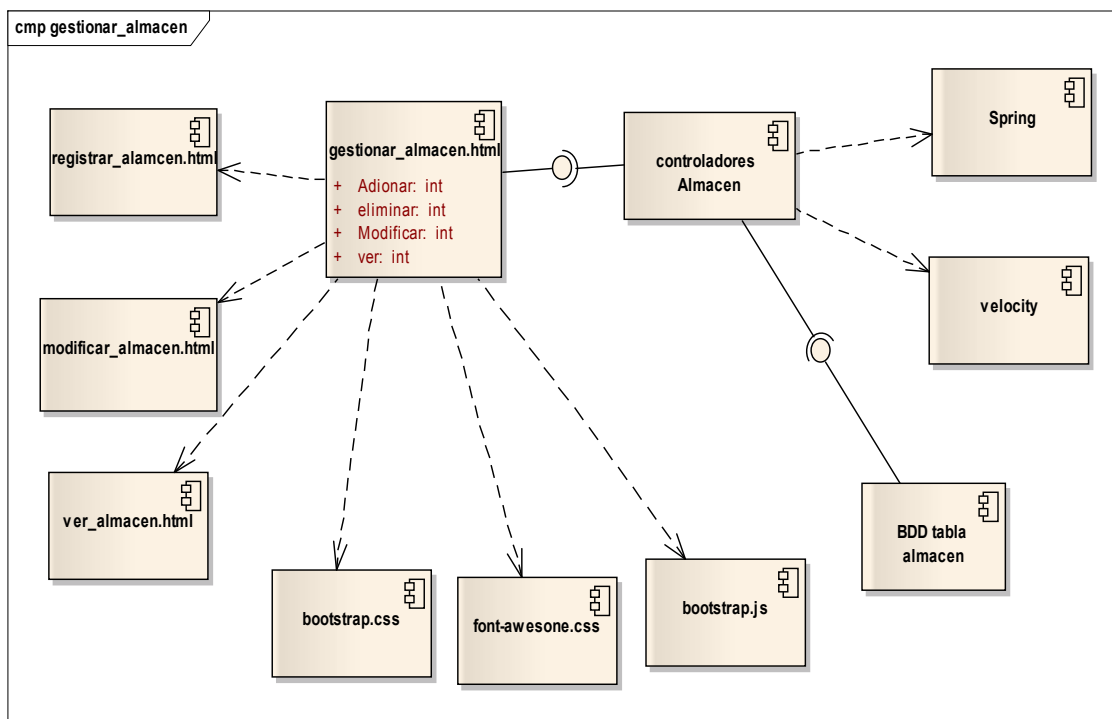 cmp gestionar_almacen
registrar_alamcen.html
gestionar_almacen.html
+ Adionar: int
+ eliminar: int
+ Modificar: int
+ ver: int
controladores
Almacen
Spring
velocity
modificar_almacen.html
ver_almacen.html
bootstrap.css
font-awesone.css
bootstrap.js
BDD tabla
almacen